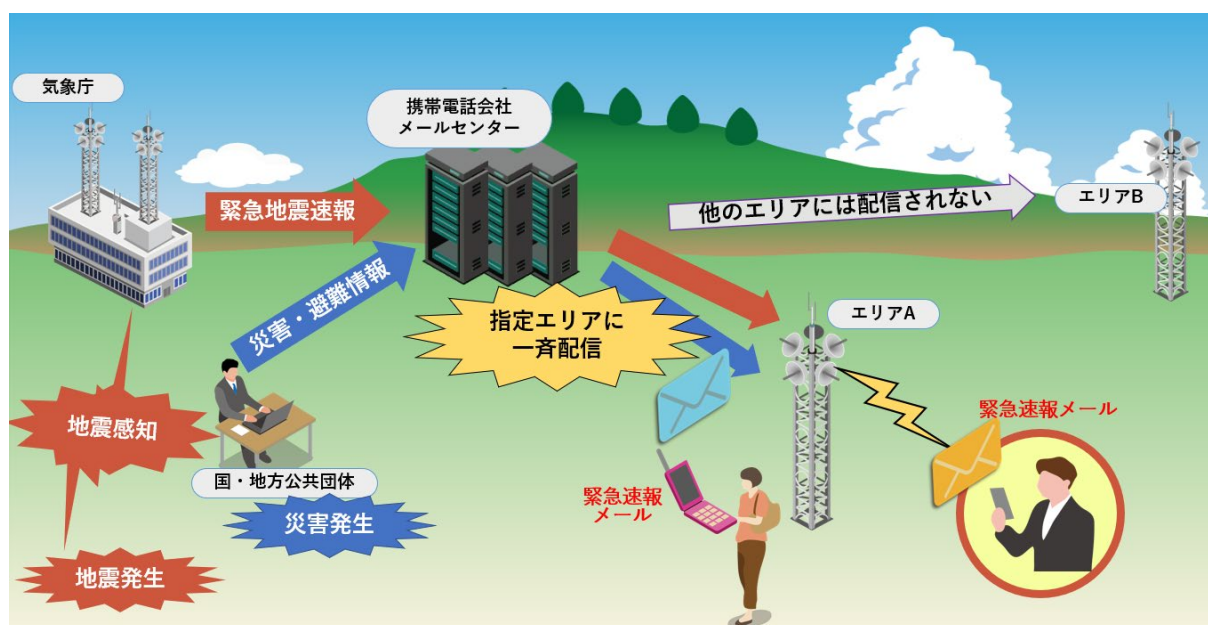 気象庁
携帯電話会社
メールセンター
緊急地震速報
他のエリアには配信されない
エリアB
災害・避難情報
指定エリアに
一斉配信
エリアA
地震感知
緊急速報メール
国・地方公共団体
緊急速報
メール
災害発生
地震発生